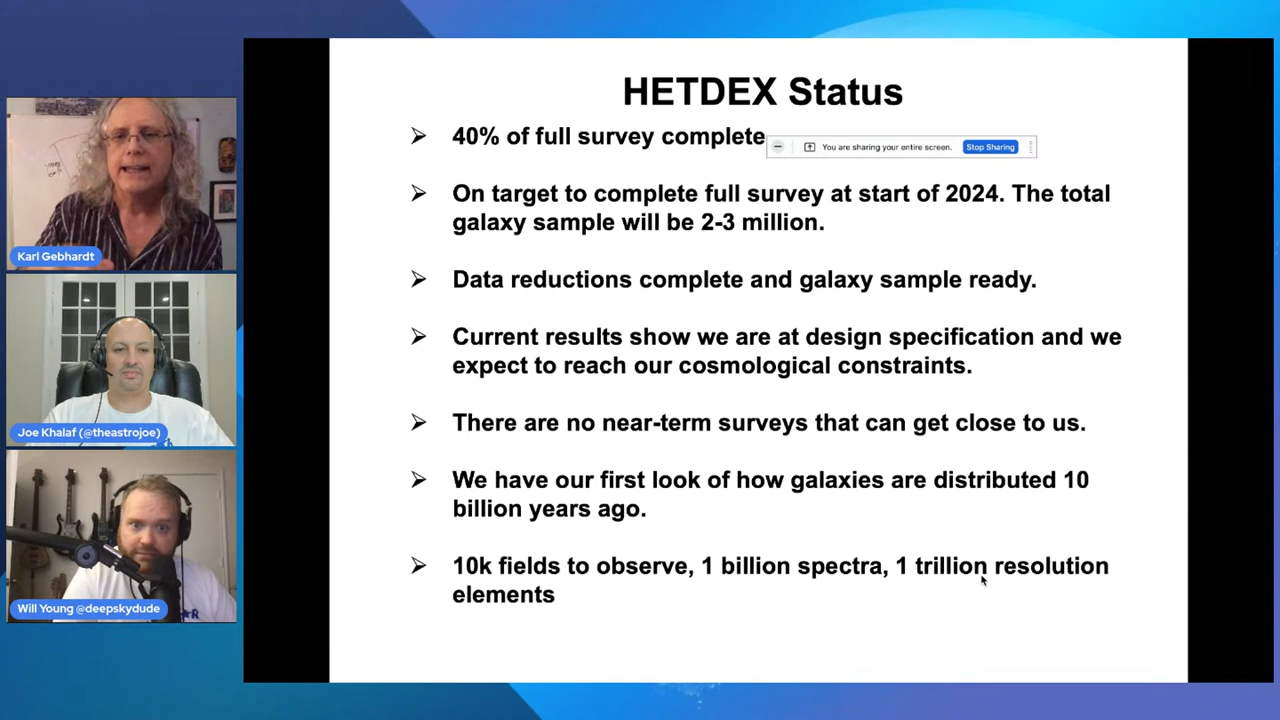 HETDEX Status
➢ 40% of full survey complete
You are sharing your entire screen. Stop Sharing
➢ On target to complete full survey at start of 2024. The total
galaxy sample will be 2-3 million.
➢ Data reductions complete and galaxy sample ready.
➢ Current results show we are at design specification and we
expect to reach our cosmological constraints.
➢ There are no near-term surveys that can get close to us.
➢ We have our first look of how galaxies are distributed 10
billion years ago.
➢ 10k fields to observe, 1 billion spectra, 1 trillion resolution
elements
Karl Gebhardt
Joe Khalaf (@theastrojoe)
Will Young @deepskydude